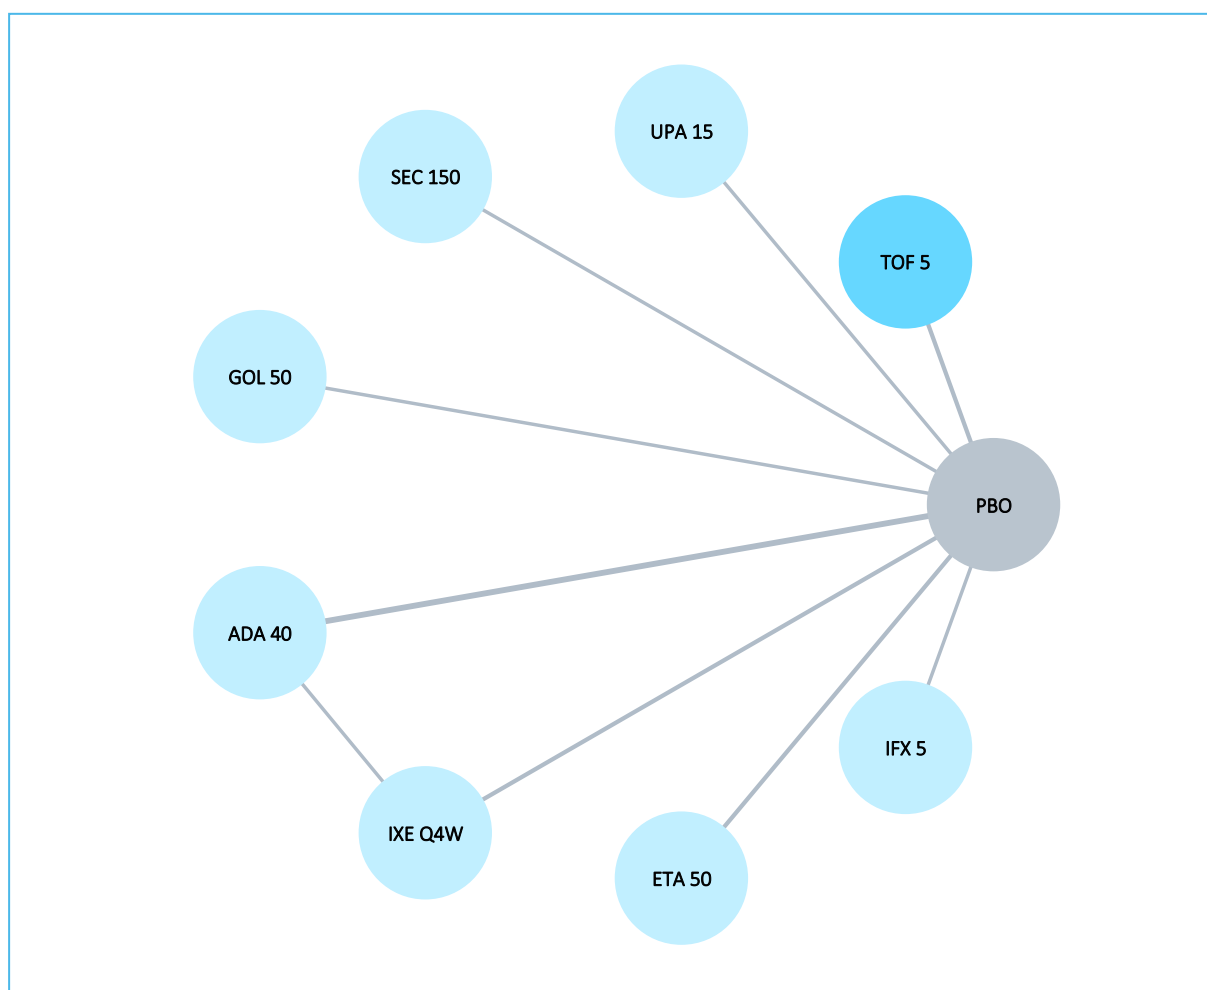 UPA 15
SEC 150
TOF 5
GOL 50
PBO
ADA 40
IFX 5
IXE Q4W
ETA 50